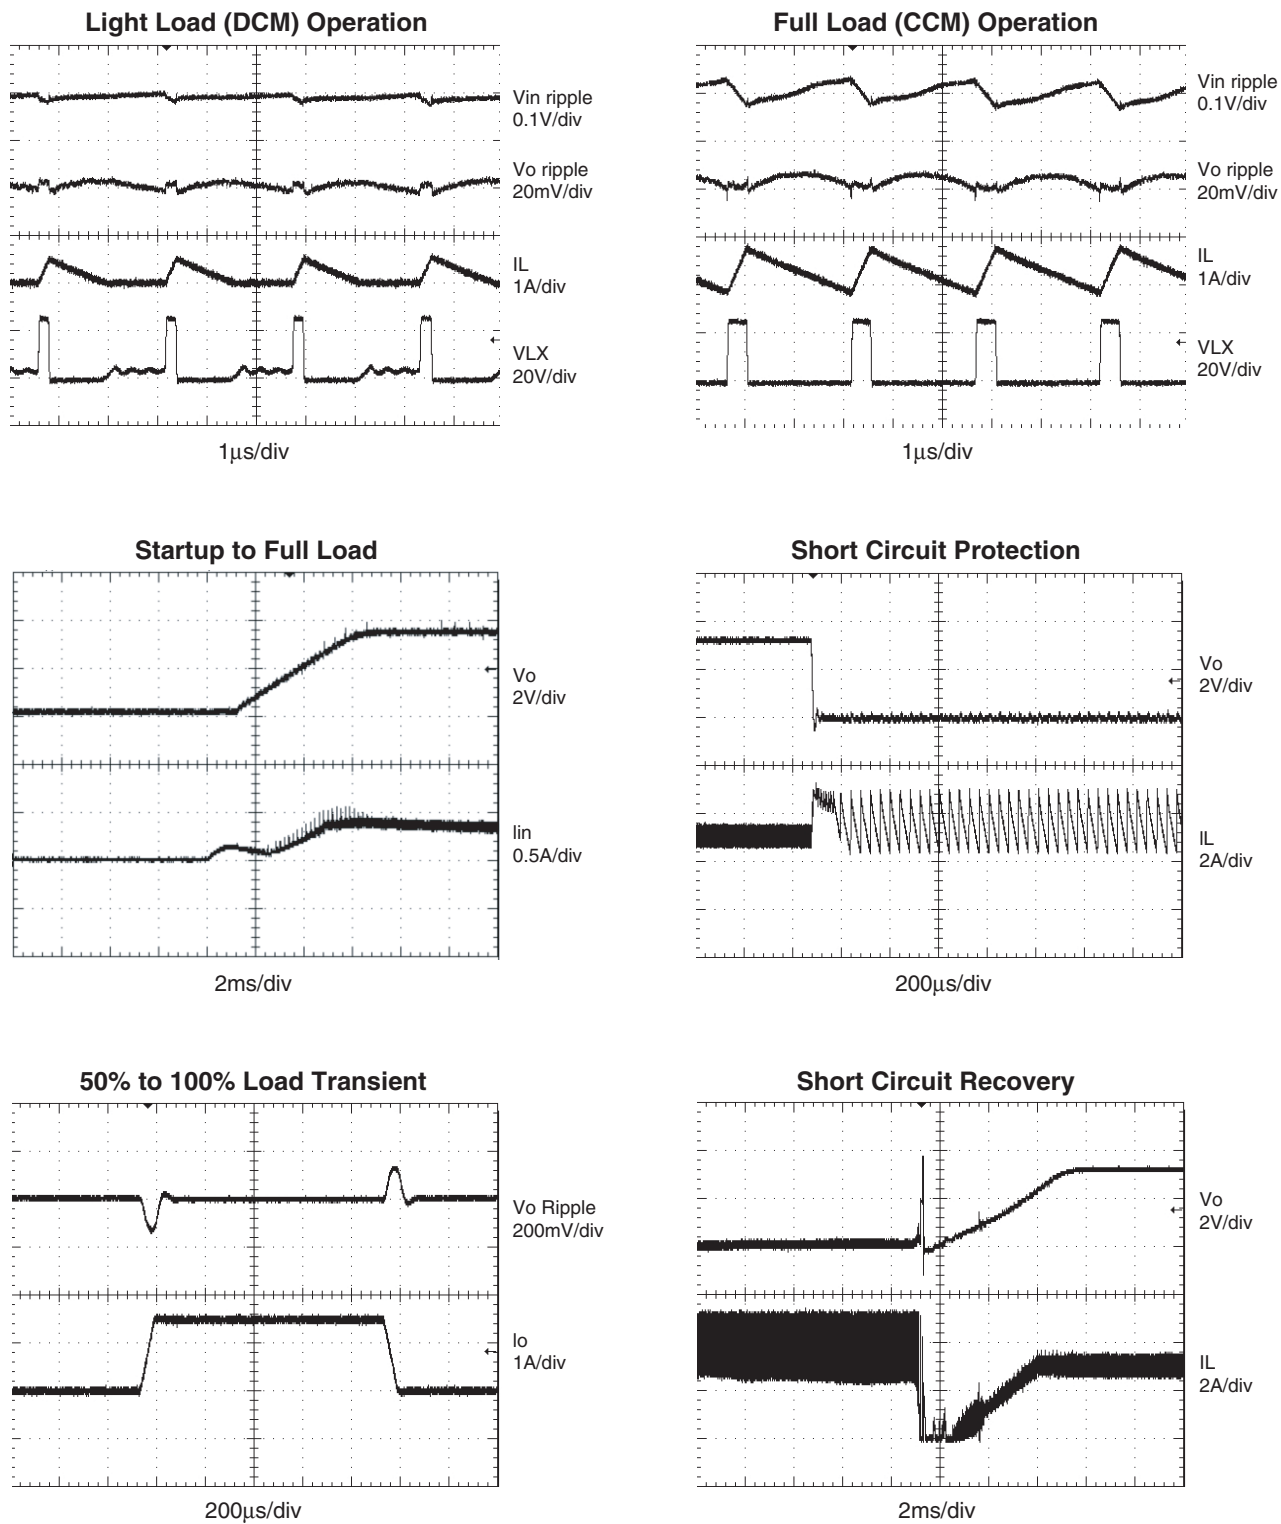 Light Load (DCM) Operation
Vin ripple
0.1V/div
Vo ripple
20mV/div
IL
1A/div
VLX
20V/div
1μs/div
Full Load (CCM) Operation
Vin ripple
0.1V/div
Vo ripple
20mV/div
IL
1A/div
VLX
20V/div
1μs/div
Startup to Full Load
Vo
2V/div
Iin
0.5A/div
2ms/div
Short Circuit Protection
Vo
2V/div
IL
2A/div
200μs/div
50% to 100% Load Transient
Vo Ripple
200mV/div
Io
1A/div
200μs/div
Short Circuit Recovery
Vo
2V/div
IL
2A/div
2ms/div